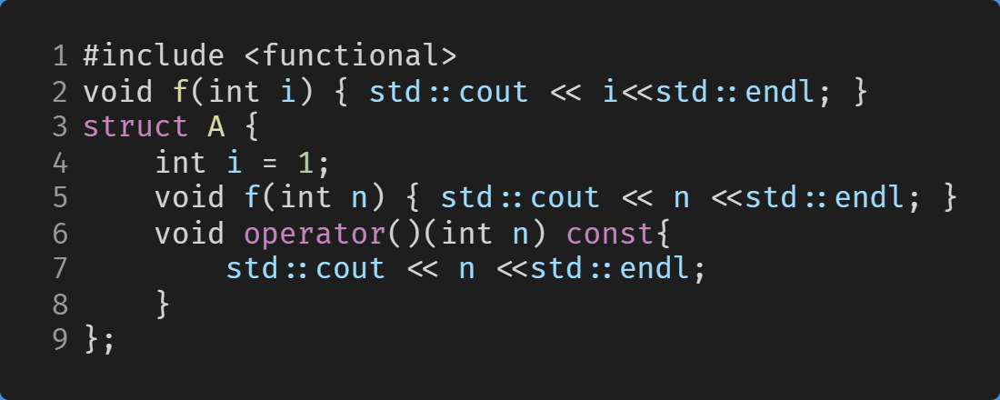 1 #include <functional>
2 void f(int i) { std::cout << i<<std::endl; }
3 struct A {
4     int i = 1;
5     void f(int n) { std::cout << n <<std::endl; }
6     void operator()(int n) const{
7         std::cout << n <<std::endl;
8     }
9 };